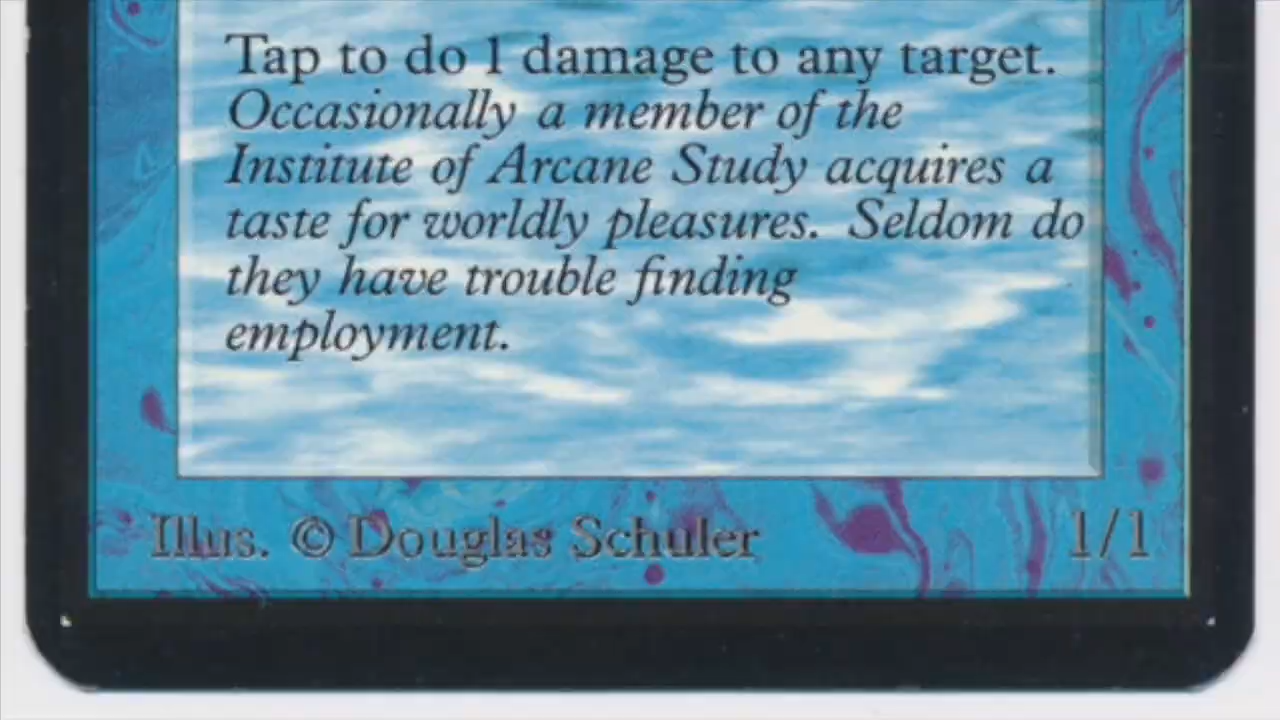 Tap to do 1 damage to any target.
Occasionally a member of the
Institute of Arcane Study acquires a
taste for worldly pleasures. Seldom do
they have trouble finding
employment.
Illus. © Douglas Schuler
1/1